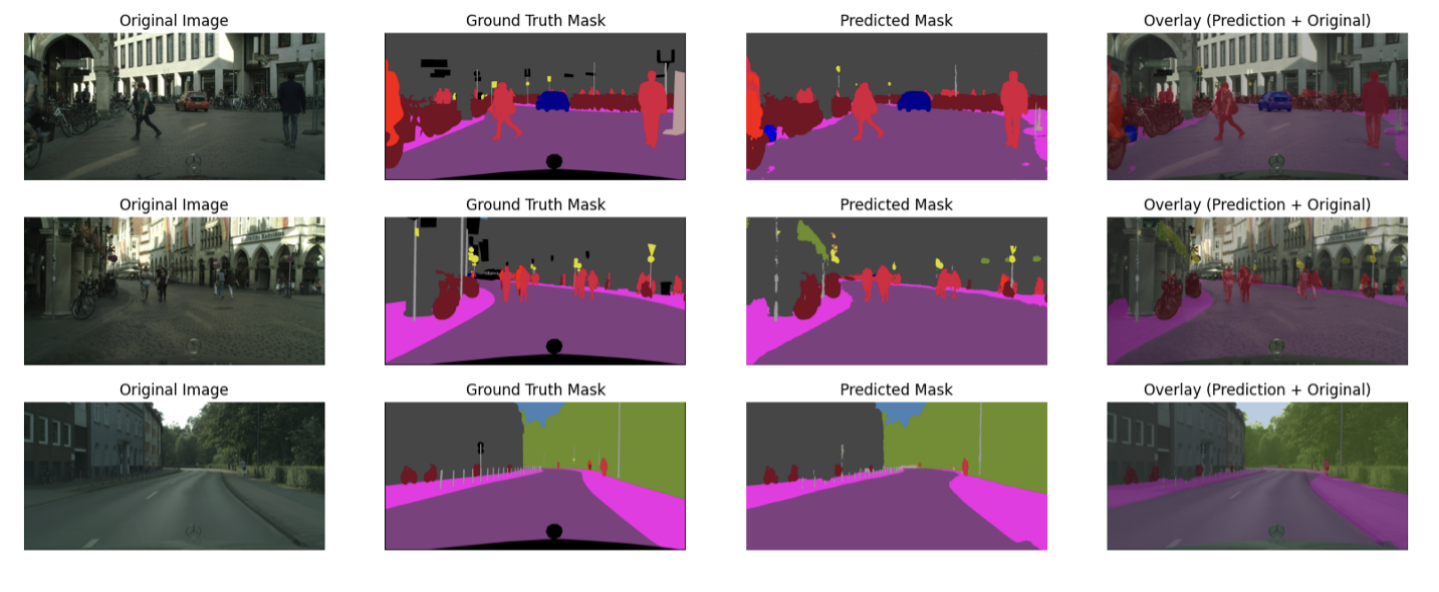 Original Image
Ground Truth Mask
Predicted Mask
Overlay (Prediction + Original)
Original Image
Ground Truth Mask
Predicted Mask
Overlay (Prediction + Original)
Original Image
Ground Truth Mask
Predicted Mask
Overlay (Prediction + Original)